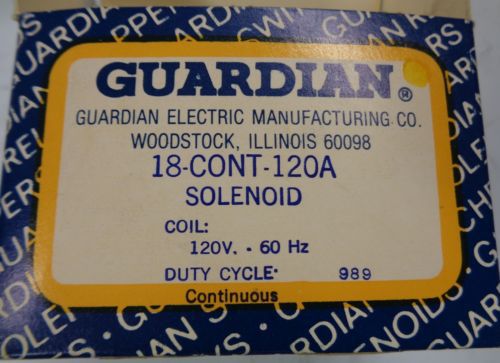 GUARDIAN®
GUARDIAN ELECTRIC MANUFACTURING CO.
WOODSTOCK, ILLINOIS 60098
18-CONT-120A
SOLENOID
COIL:
120V. - 60 Hz
DUTY CYCLE: 989
Continuous